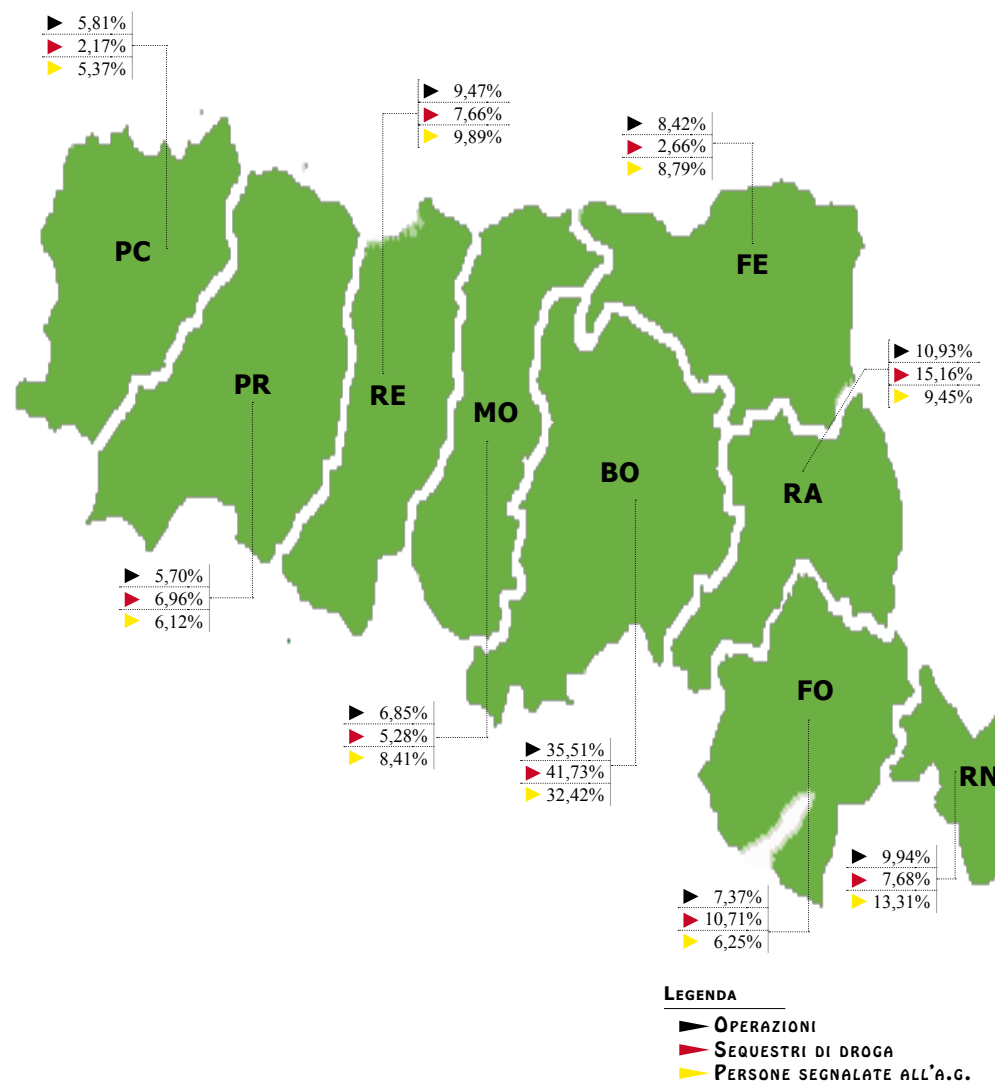 5,81%
2,17%
5,37%
9,47%
7,66%
9,89%
8,42%
2,66%
8,79%
PC
FE
10,93%
15,16%
9,45%
PR
RE
MO
BO
RA
5,70%
6,96%
6,12%
FO
6,85%
5,28%
8,41%
35,51%
41,73%
32,42%
RN
9,94%
7,68%
13,31%
7,37%
10,71%
6,25%
LEGENDA
OPERAZIONI
SEQUESTRI DI DROGA
PERSONE SEGNALATE ALL'A.G.